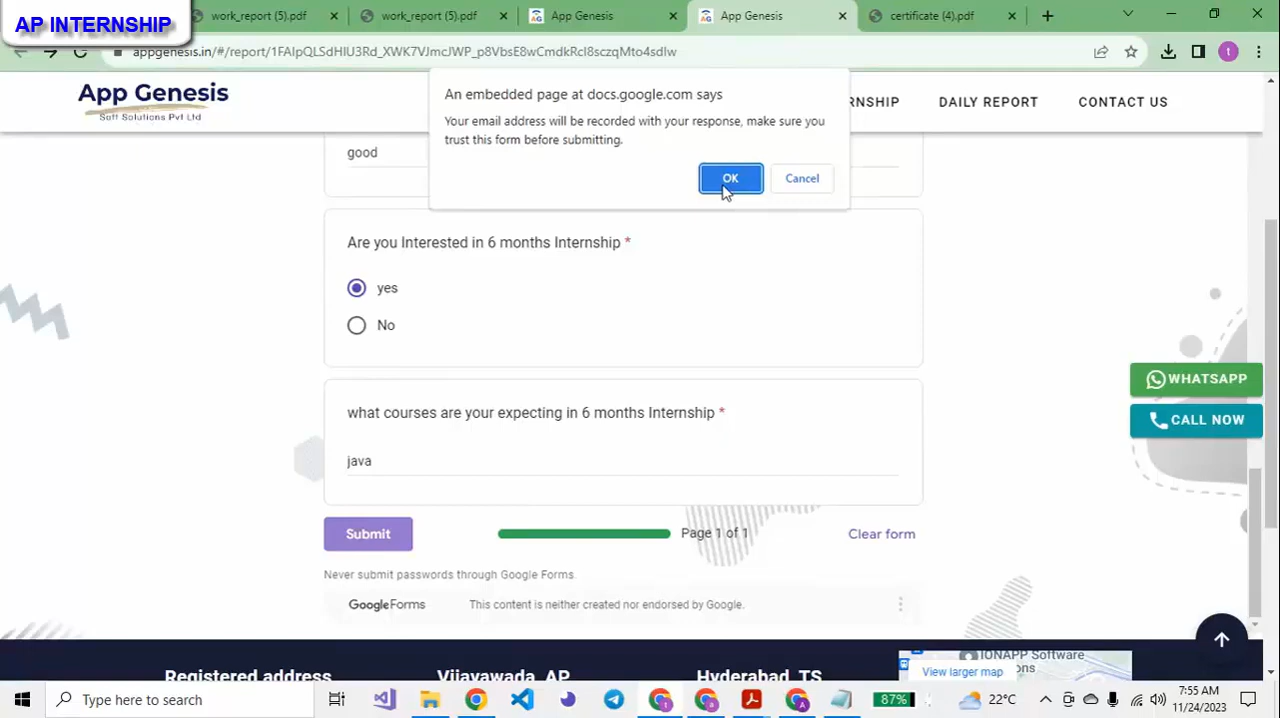 AP INTERNSHIP
work_report (5).pdf
work_report (5).pdf
App Genesis
App Genesis
certificate (4).pdf
appgenesis.in/#/report/1FAIpQLSdHIU3Rd_XWK7VJmcJWP_p8VbsE8wCmdkRcI8sczqMto4sdIw
t
App Genesis
Soft Solutions Pvt Ltd
RNSHIP
DAILY REPORT
CONTACT US
An embedded page at docs.google.com says
Your email address will be recorded with your response, make sure you
trust this form before submitting.
OK
Cancel
good
Are you Interested in 6 months Internship *
yes
No
WHATSAPP
CALL NOW
what courses are your expecting in 6 months Internship *
java
Submit
Page 1 of 1
Clear form
Never submit passwords through Google Forms.
Google Forms
This content is neither created nor endorsed by Google.
Registered address
Vijayawada, AP
Hyderabad, TS
IONAPP Software
ons
View larger map
Type here to search
87%
22°C
7:55 AM
11/24/2023